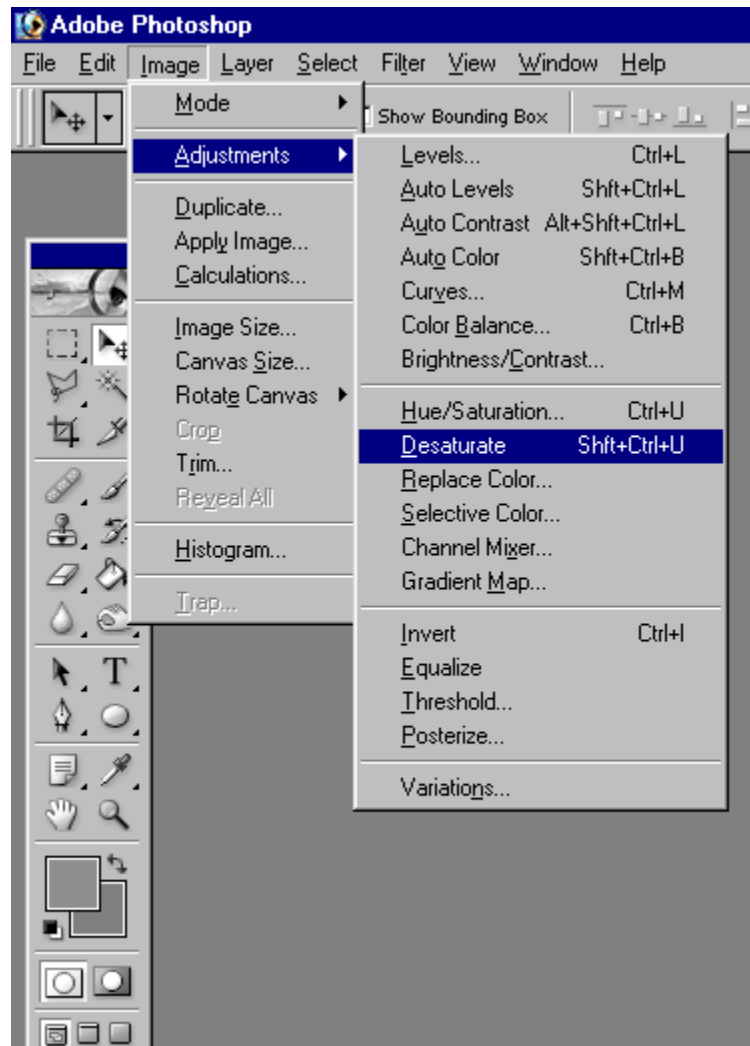 Adobe Photoshop
File Edit Image Layer Select Filter View Window Help
Mode
Show Bounding Box
Adjustments
Duplicate...
Apply Image...
Calculations...
Image Size...
Canvas Size...
Rotate Canvas
Crop
Trim...
Reveal All
Histogram...
Trap...
Levels... Ctrl+L
Auto Levels Shft+Ctrl+L
Auto Contrast Alt+Shft+Ctrl+L
Auto Color Shft+Ctrl+B
Curves... Ctrl+M
Color Balance... Ctrl+B
Brightness/Contrast...
Hue/Saturation... Ctrl+U
Desaturate Shft+Ctrl+U
Replace Color...
Selective Color...
Channel Mixer...
Gradient Map...
Invert Ctrl+I
Equalize
Threshold...
Posterize...
Variations...
T